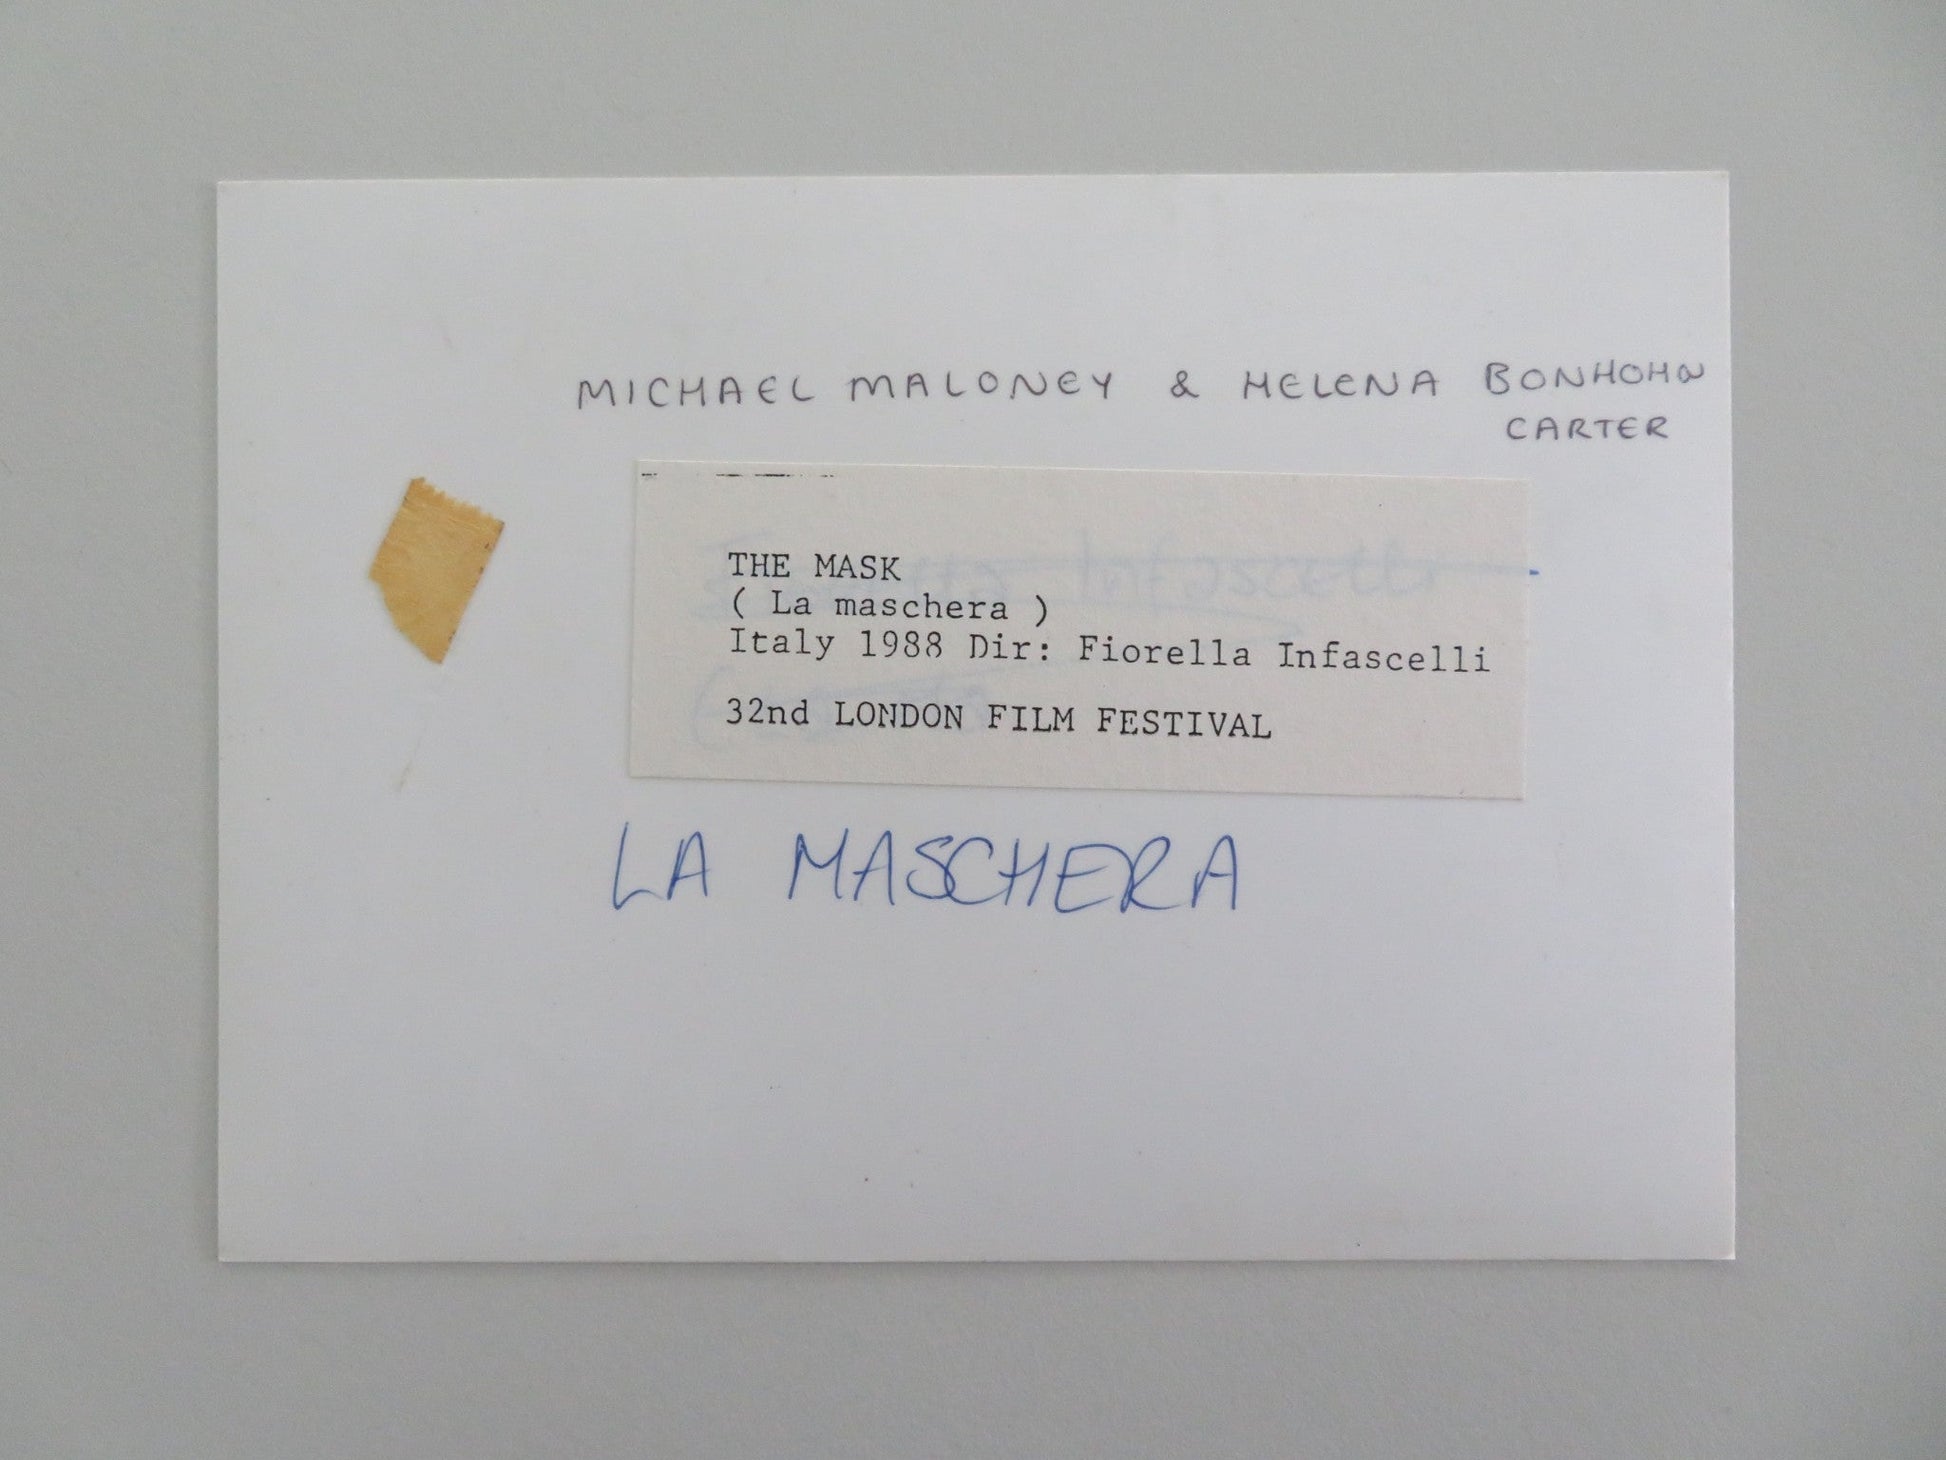 MICHAEL MALONEY & HELENA BONHOHM
CARTER
THE MASK
( La maschera )
Italy 1988 Dir: Fiorella Infascelli
32nd LONDON FILM FESTIVAL
LA MASCHERA